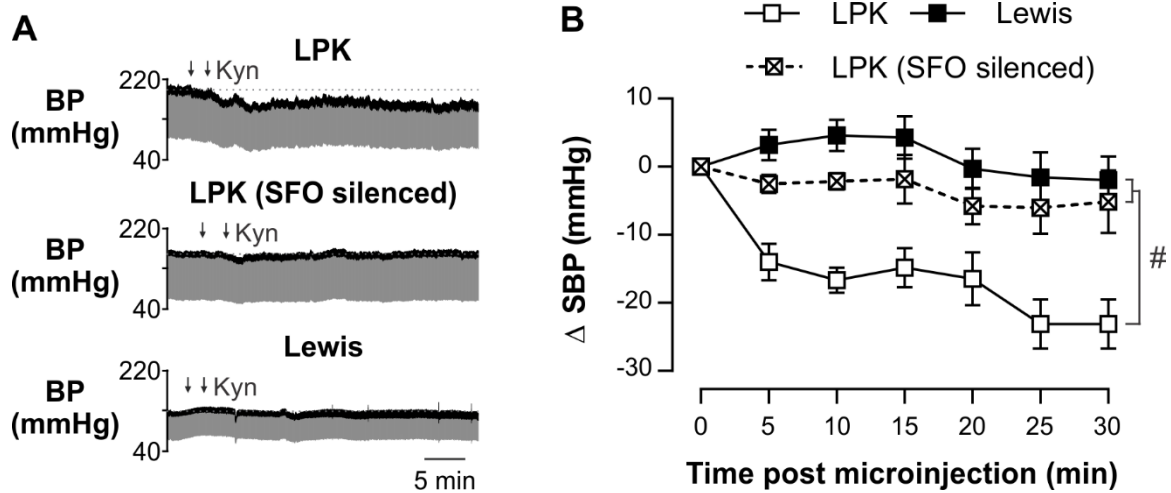 A
LPK
Kyn
220
BP
(mmHg)
40
LPK (SFO silenced)
Kyn
220
BP
(mmHg)
40
Lewis
Kyn
220
BP
(mmHg)
40
5 min
B
LPK
Lewis
LPK (SFO silenced)
10
0
-10
-20
-30
Δ SBP (mmHg)
#
0 5 10 15 20 25 30
Time post microinjection (min)